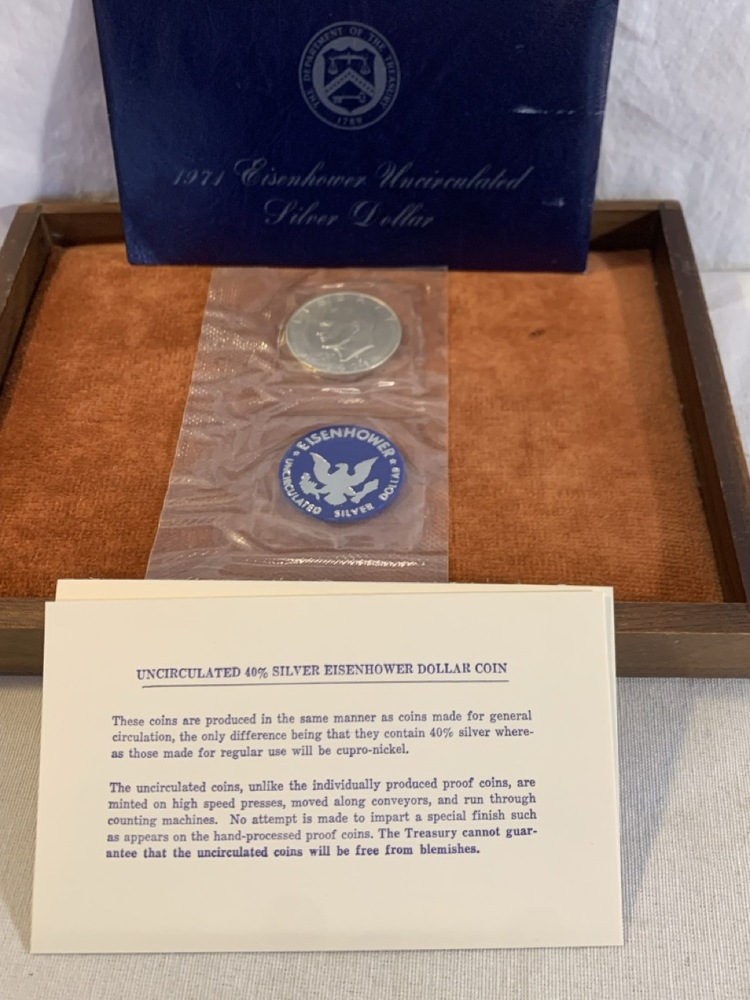 THE DEPARTMENT OF THE TREASURY
1789
1971 Eisenhower Uncirculated
Silver Dollar
EISENHOWER
UNCIRCULATED SILVER DOLLAR
UNCIRCULATED 40% SILVER EISENHOWER DOLLAR COIN
These coins are produced in the same manner as coins made for general
circulation, the only difference being that they contain 40% silver where-
as those made for regular use will be cupro-nickel.
The uncirculated coins, unlike the individually produced proof coins, are
minted on high speed presses, moved along conveyors, and run through
counting machines. No attempt is made to impart a special finish such
as appears on the hand-processed proof coins. The Treasury cannot guar-
antee that the uncirculated coins will be free from blemishes.